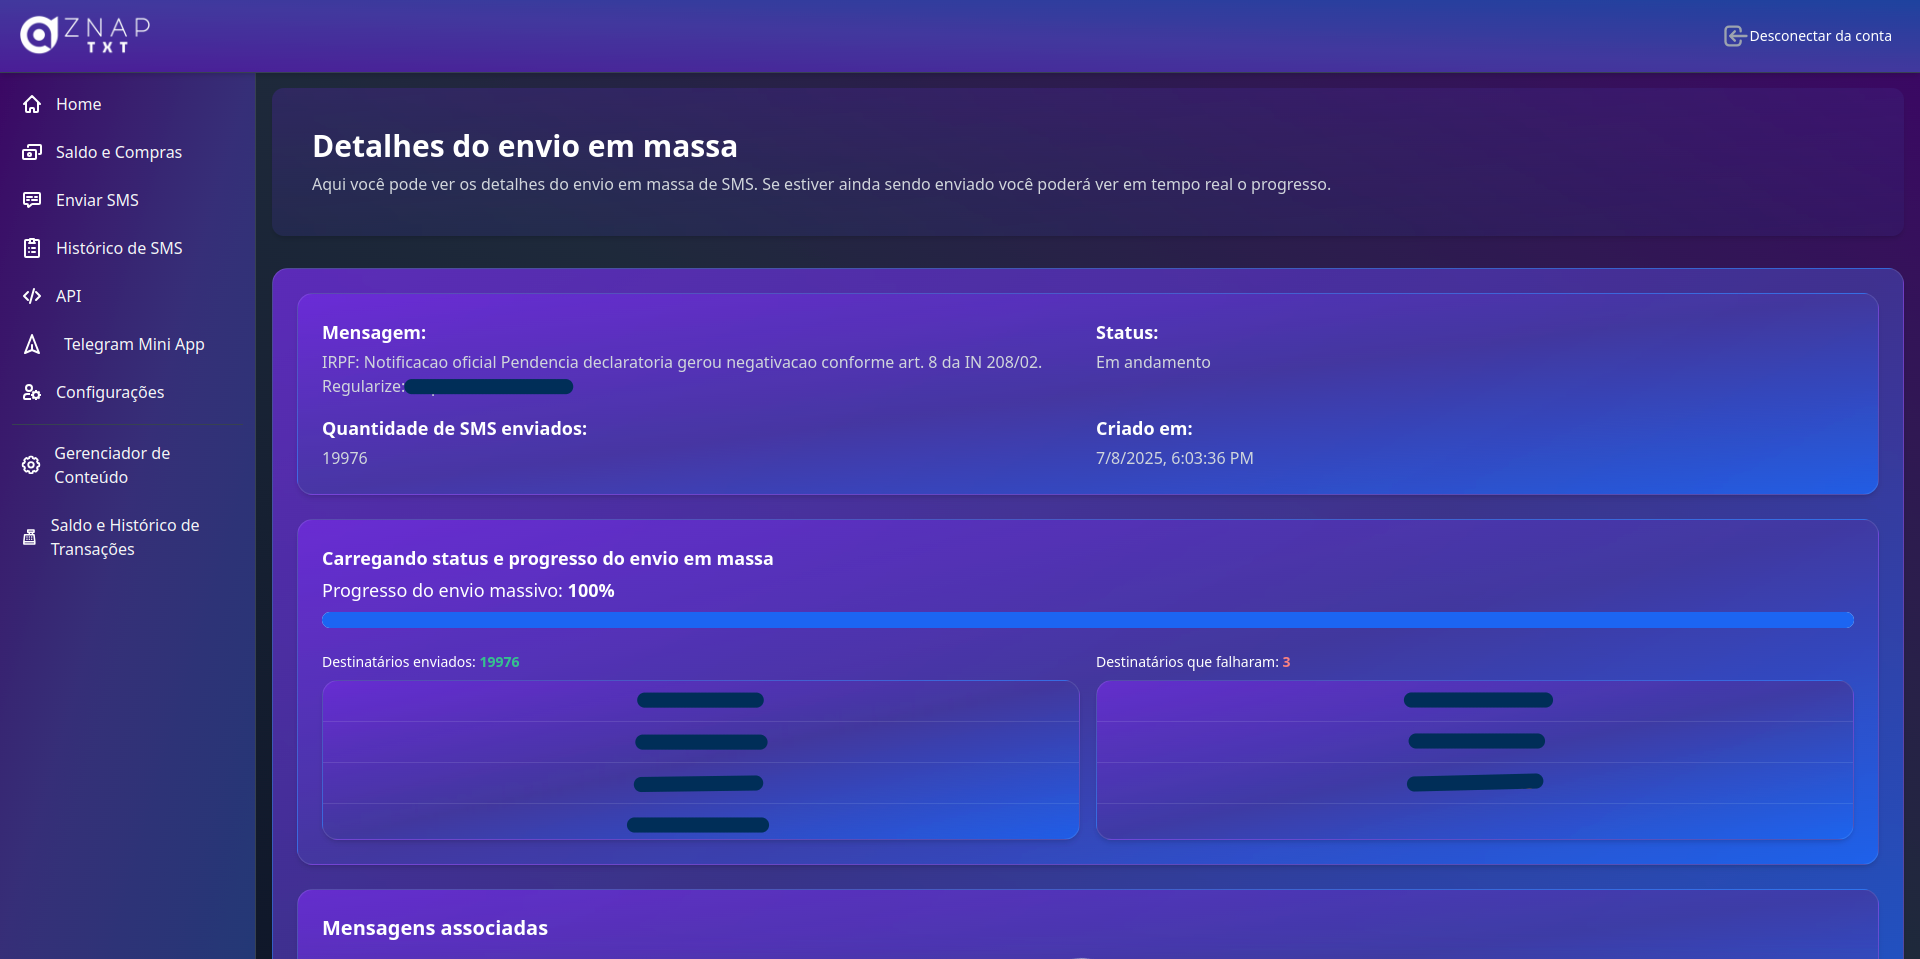 ZNAP
TXT
Desconectar da conta
Home
Saldo e Compras
Enviar SMS
Histórico de SMS
API
Telegram Mini App
Configurações
Gerenciador de
Conteúdo
Saldo e Histórico de
Transações
Detalhes do envio em massa
Aqui você pode ver os detalhes do envio em massa de SMS. Se estiver ainda sendo enviado você poderá ver em tempo real o progresso.
Mensagem:
IRPF: Notificacao oficial Pendencia declaratoria gerou negativacao conforme art. 8 da IN 208/02.
Regularize:
Status:
Em andamento
Quantidade de SMS enviados:
19976
Criado em:
7/8/2025, 6:03:36 PM
Carregando status e progresso do envio em massa
Progresso do envio massivo: 100%
Destinatários enviados: 19976
Destinatários que falharam: 3
Mensagens associadas